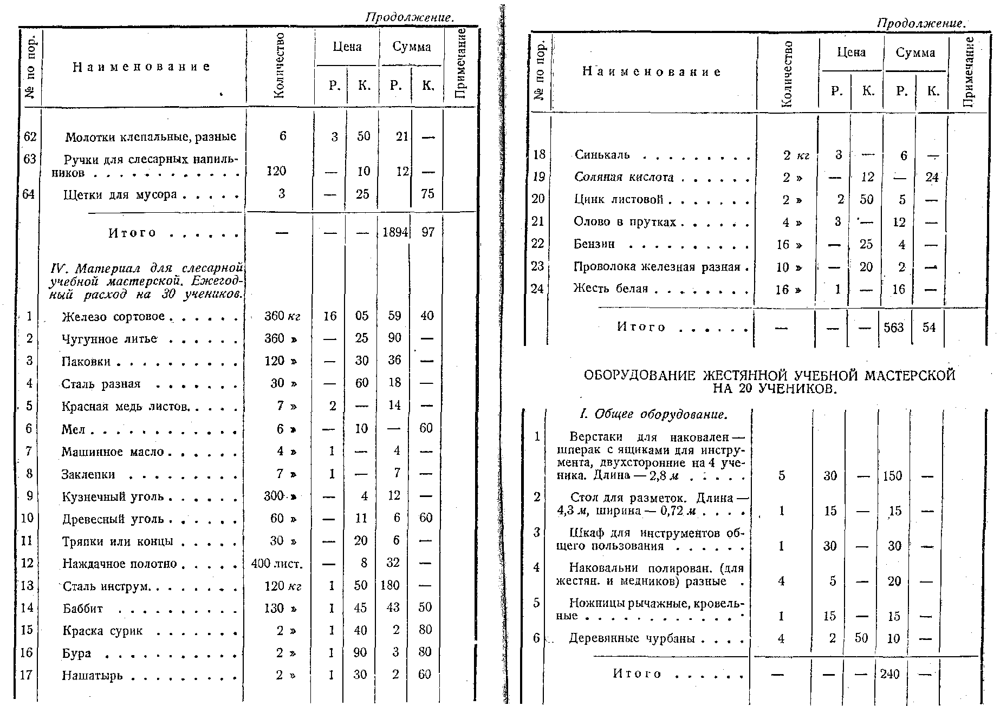 Продолжение.
№ по пор. Наименование Количество Цена Сумма Примечание
Р. К. Р. К.
62 Молотки клепальные, разные 6 3 50 21 —
63 Ручки для слесарных напиль-
ников . . . . . . . . . . . . 120 — 10 12 —
64 Щетки для мусора . . . . . 3 — 25 75
Итого . . . . . . — — — 1894 97
IV. Материал для слесарной
учебной мастерской. Ежегод-
ный расход на 30 учеников.
1 Железо сортовое . . . . . . 360 кг 16 05 59 40
2 Чугунное литье . . . . . . 360 » — 25 90 —
3 Паковки . . . . . . . . . . 120 » — 30 36 —
4 Сталь разная . . . . . . . 30 » — 60 18 —
5 Красная медь листов. . . . . 7 » 2 — 14 —
6 Мел . . . . . . . . . . . . 6 » — 10 — 60
7 Машинное масло . . . . . . 4 » 1 — 4 —
8 Заклепки . . . . . . . . . 7 » 1 — 7 —
9 Кузнечный уголь . . . . . . 300 » — 4 12 —
10 Древесный уголь . . . . . . 60 » — 11 6 60
11 Тряпки или концы . . . . . 30 » — 20 6 —
12 Наждачное полотно . . . . . 400 лист. — 8 32 —
13 Сталь инструм. . . . . . . . 120 кг 1 50 180 —
14 Баббит . . . . . . . . . . 130 » 1 45 43 50
15 Краска сурик . . . . . . . 2 » 1 40 2 80
16 Бура . . . . . . . . . . . 2 » 1 90 3 80
17 Нашатырь . . . . . . . . . 2 » 1 30 2 60
Продолжение.
№ по пор. Наименование Количество Цена Сумма Примечание
Р. К. Р. К.
18 Синькаль . . . . . . . . . 2 кг 3 — 6 —
19 Соляная кислота . . . . . . 2 » — 12 — 24
20 Цинк листовой . . . . . . . 2 » 2 50 5 —
21 Олово в прутках . . . . . . 4 » 3 — 12 —
22 Бензин . . . . . . . . . . 16 » — 25 4 —
23 Проволока железная разная . 10 » — 20 2 —
24 Жесть белая . . . . . . . . 16 » 1 — 16 —
Итого . . . . . . — — — 563 54
ОБОРУДОВАНИЕ ЖЕСТЯННОЙ УЧЕБНОЙ МАСТЕРСКОЙ
НА 20 УЧЕНИКОВ.
I. Общее оборудование.
1 Верстаки для наковален —
шперак с ящиками для инстру-
мента, двухсторонние на 4 уче-
ника. Длина — 2,8 м . . . . . 5 30 — 150 —
2 Стол для разметок. Длина —
4,3 м, ширина — 0,72 м . . . . 1 15 — 15 —
3 Шкаф для инструментов об-
щего пользования . . . . . . 1 30 — 30 —
4 Наковальни полирован. (для
жестян. и медников) разные . 4 5 — 20 —
5 Ножницы рычажные, кровель-
ные . . . . . . . . . . . . . 1 15 — 15 —
6 Деревянные чурбаны . . . . 4 2 50 10 —
Итого . . . . . . — — — 240 —